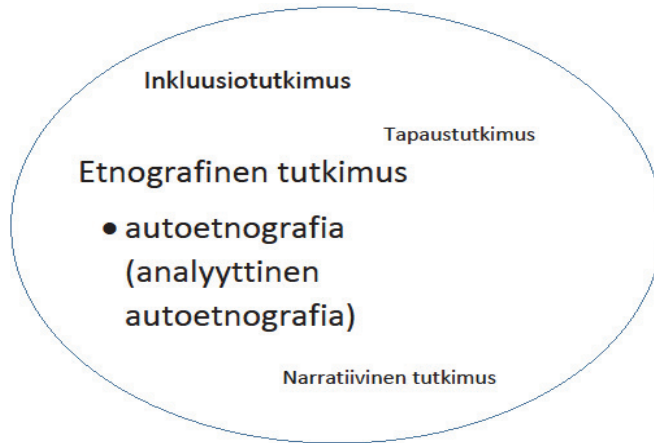 Inkluusiotutkimus
Tapaustutkimus
Etnografinen tutkimus
• autoetnografia
(analyyttinen
autoetnografia)
Narratiivinen tutkimus